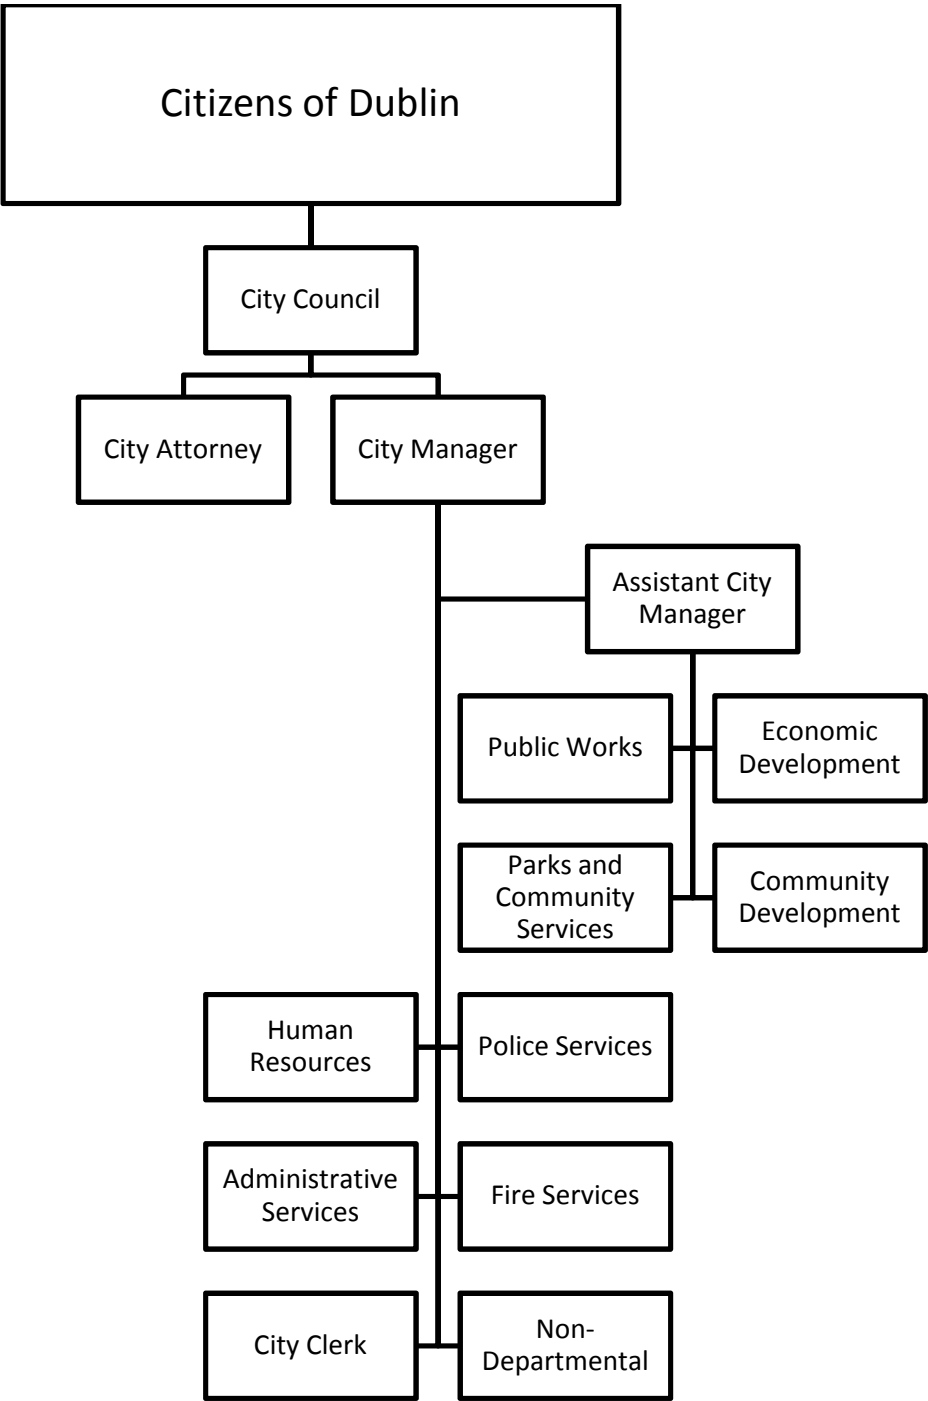 Citizens of Dublin
City Council
City Attorney
City Manager
Assistant City
Manager
Public Works
Economic
Development
Parks and
Community
Services
Community
Development
Human
Resources
Police Services
Administrative
Services
Fire Services
City Clerk
Non-
Departmental